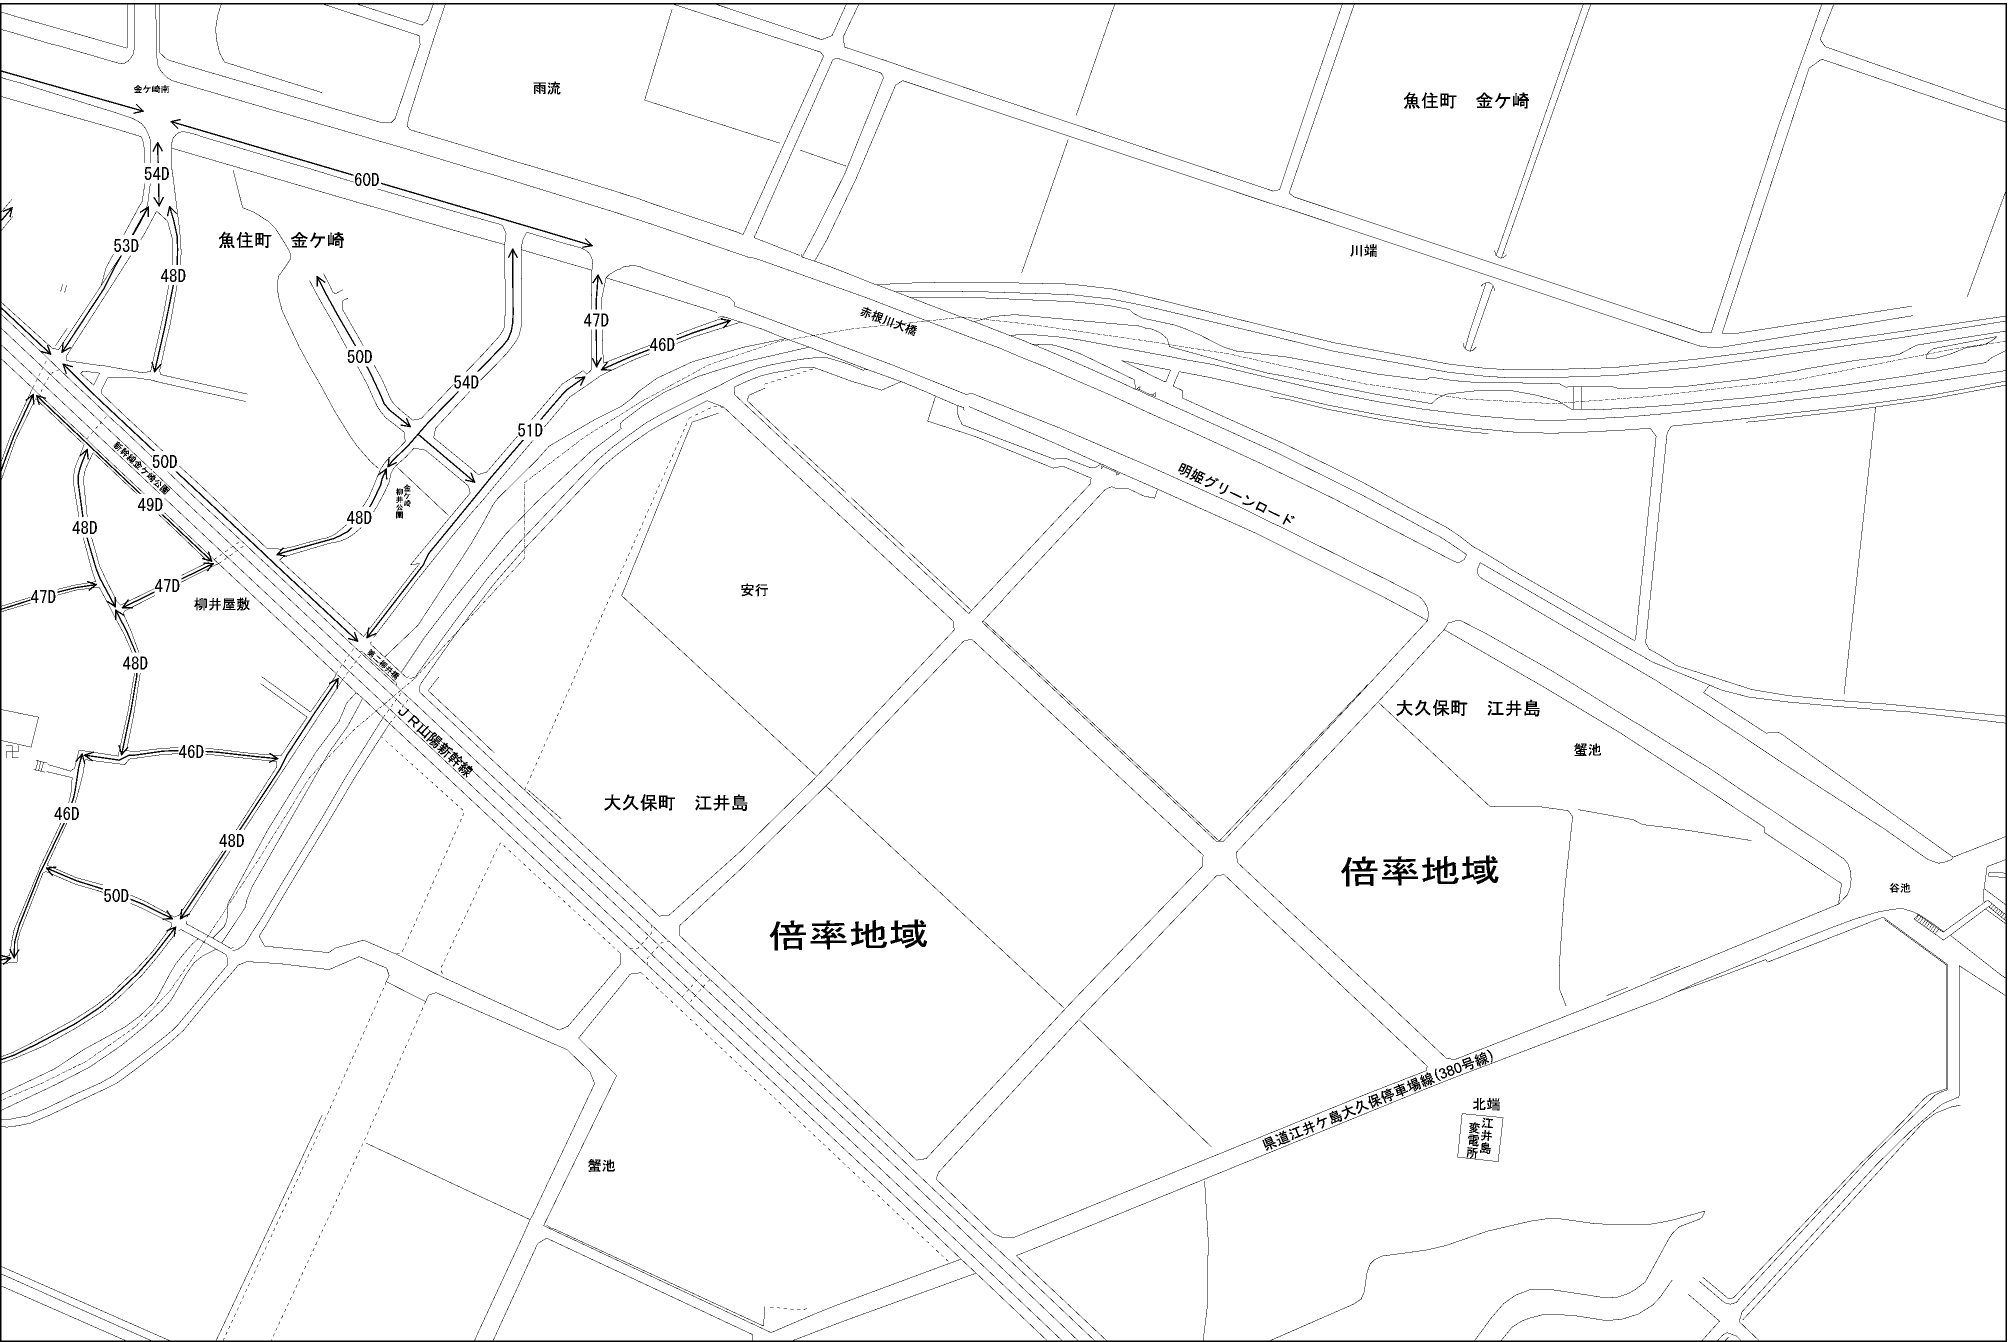 金ケ崎南
雨流
魚住町　金ケ崎
54D
60D
53D
魚住町　金ケ崎
48D
川端
47D
赤根川大橋
46D
50D
54D
51D
50D
新幹線金ケ崎公園
明姫グリーンロード
49D
金ケ崎
柳井公園
48D
48D
47D
47D
柳井屋敷
安行
48D
第二柳井橋
大久保町　江井島
JR山陽新幹線
蟹池
46D
大久保町　江井島
46D
48D
倍率地域
谷池
50D
倍率地域
県道江井ケ島大久保停車場線(380号線)
北端
江井島
変電所
蟹池